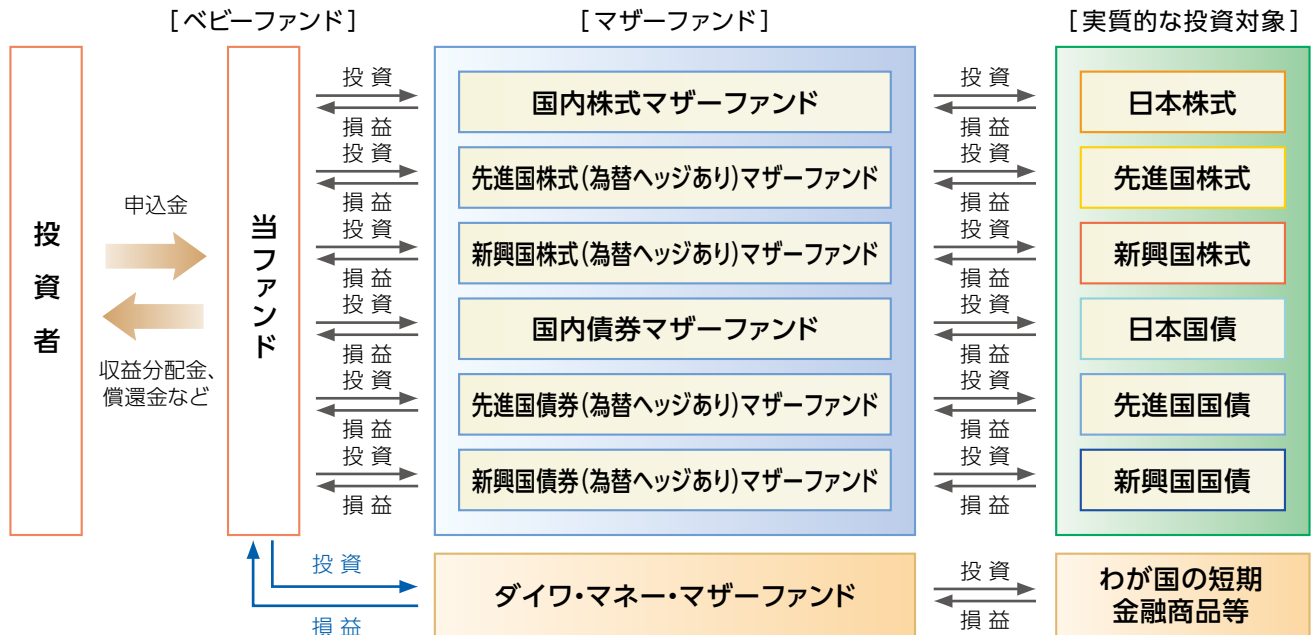 [ベビーファンド]
[マザーファンド]
[実質的な投資対象]
投資者
申込金
収益分配金、
償還金など
当ファンド
投資
損益
投資
損益
投資
損益
投資
損益
投資
損益
投資
損益
国内株式マザーファンド
先進国株式(為替ヘッジあり)マザーファンド
新興国株式(為替ヘッジあり)マザーファンド
国内債券マザーファンド
先進国債券(為替ヘッジあり)マザーファンド
新興国債券(為替ヘッジあり)マザーファンド
投資
損益
投資
損益
投資
損益
投資
損益
投資
損益
投資
損益
日本株式
先進国株式
新興国株式
日本国債
先進国国債
新興国国債
投資
損益
ダイワ・マネー・マザーファンド
投資
損益
わが国の短期
金融商品等